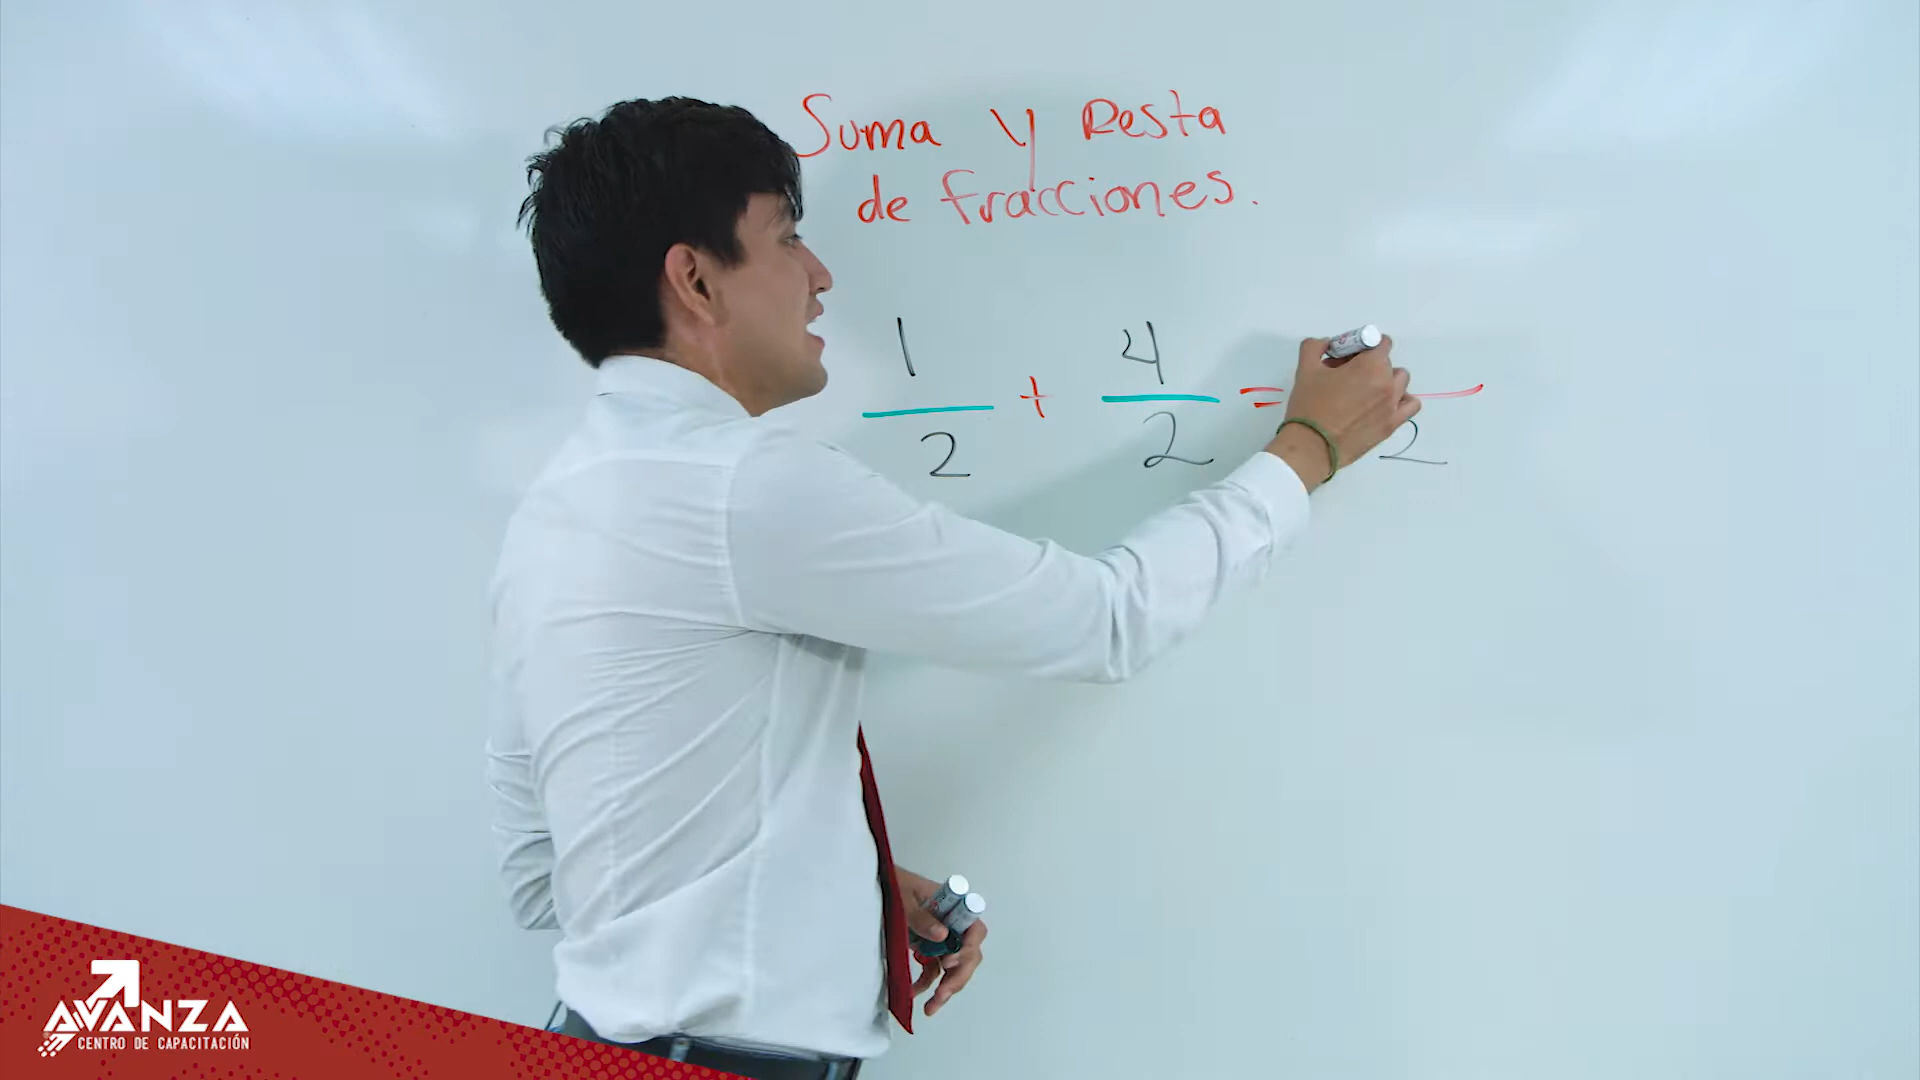 Suma y Resta
de fracciones.
1 4
+ =
2 2 2
AVANZA
CENTRO DE CAPACITACIÓN